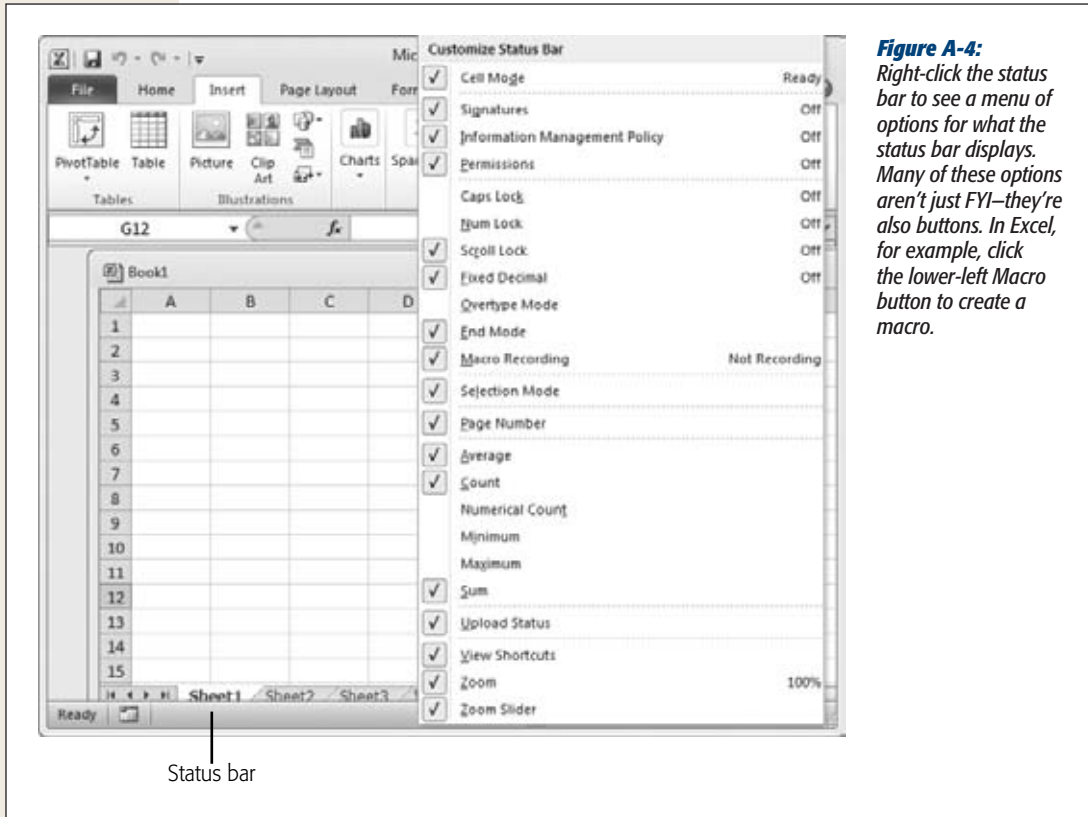 Mic
File Home Insert Page Layout Form
PivotTable Table Picture Clip Art Charts Spar
Tables Illustrations
G12 fx
Book1
A B C D
1
2
3
4
5
6
7
8
9
10
11
12
13
14
15
Sheet1 Sheet2 Sheet3
Ready
Customize Status Bar
Cell Mode Ready
Signatures Off
Information Management Policy Off
Permissions Off
Caps Lock Off
Num Lock Off
Scroll Lock Off
Fixed Decimal Off
Overtype Mode
End Mode
Macro Recording Not Recording
Selection Mode
Page Number
Average
Count
Numerical Count
Minimum
Maximum
Sum
Upload Status
View Shortcuts
Zoom 100%
Zoom Slider
Status bar
Figure A-4:
Right-click the status
bar to see a menu of
options for what the
status bar displays.
Many of these options
aren’t just FYI—they’re
also buttons. In Excel,
for example, click
the lower-left Macro
button to create a
macro.